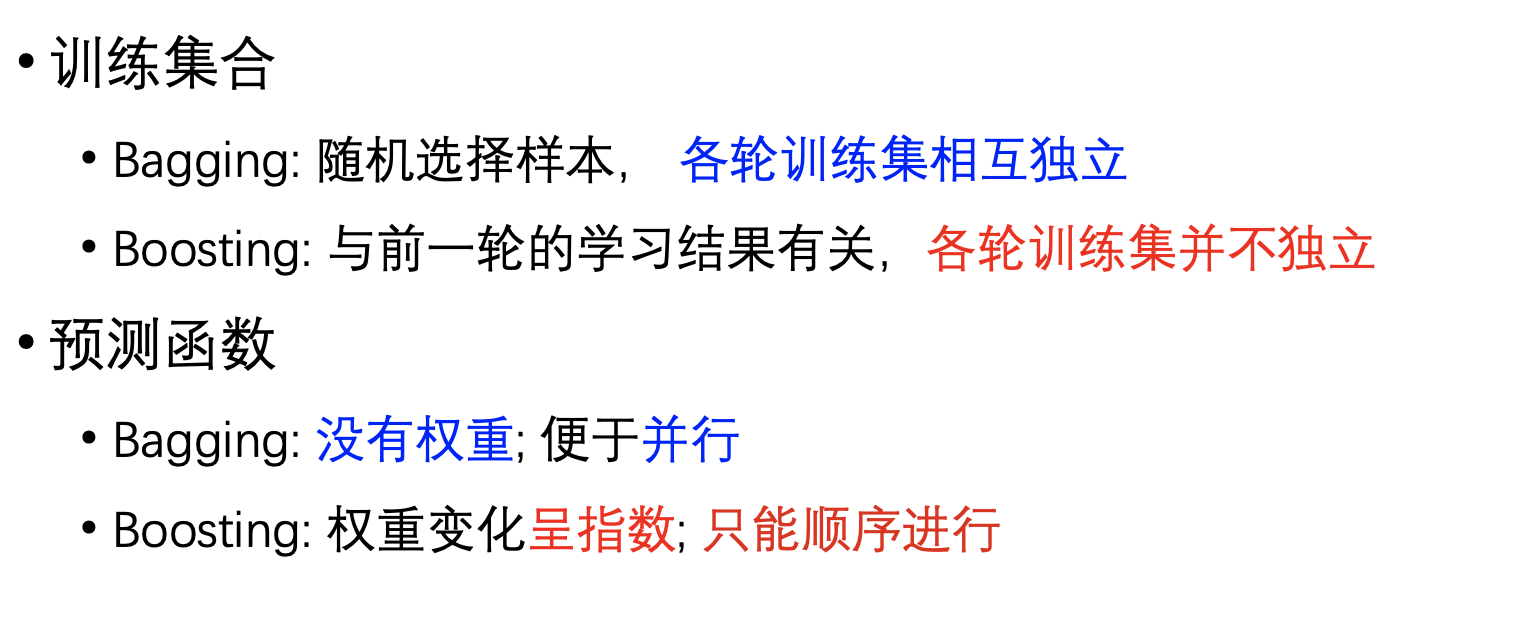 • 训练集合
• Bagging: 随机选择样本, 各轮训练集相互独立
• Boosting: 与前一轮的学习结果有关, 各轮训练集并不独立
• 预测函数
• Bagging: 没有权重; 便于并行
• Boosting: 权重变化呈指数; 只能顺序进行